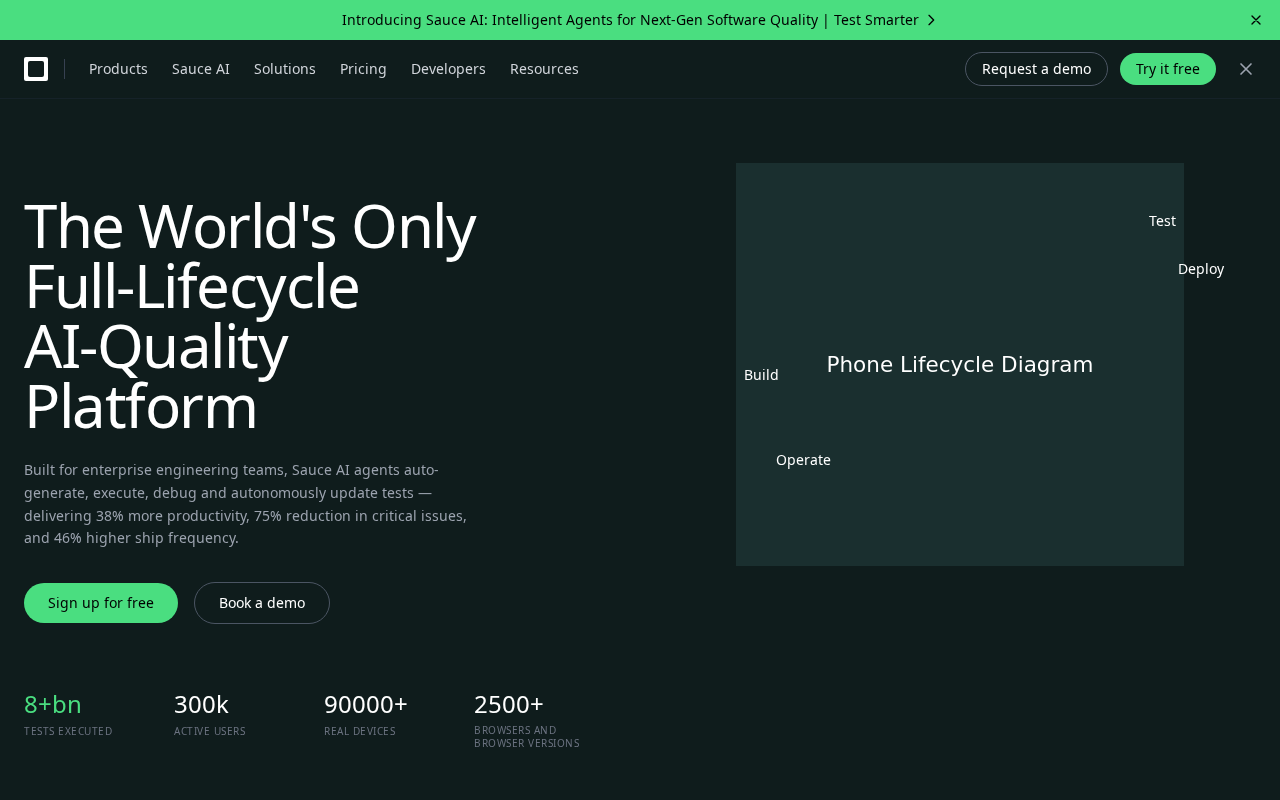 Introducing Sauce AI: Intelligent Agents for Next-Gen Software Quality | Test Smarter
Products Sauce AI Solutions Pricing Developers Resources Request a demo Try it free
The World's Only
Full-Lifecycle
AI-Quality
Platform
Built for enterprise engineering teams, Sauce AI agents auto-
generate, execute, debug and autonomously update tests —
delivering 38% more productivity, 75% reduction in critical issues,
and 46% higher ship frequency.
Sign up for free Book a demo
8+bn
TESTS EXECUTED
300k
ACTIVE USERS
90000+
REAL DEVICES
2500+
BROWSERS AND
BROWSER VERSIONS
Test
Deploy
Phone Lifecycle Diagram
Build
Operate